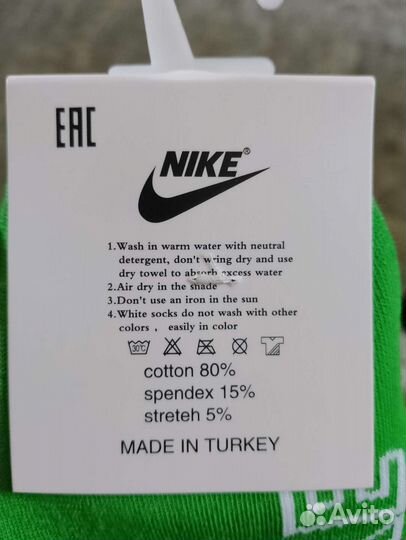 EAC
NIKE®
1.Wash in warm water with neutral
detergent, don't wring dry and use
dry towel to absorb excess water
2.Air dry in the shade
3.Don't use an iron in the sun
4.White socks do not wash with other
colors , easily in color
30°C
cotton 80%
spendex 15%
streteh 5%
MADE IN TURKEY
Avito